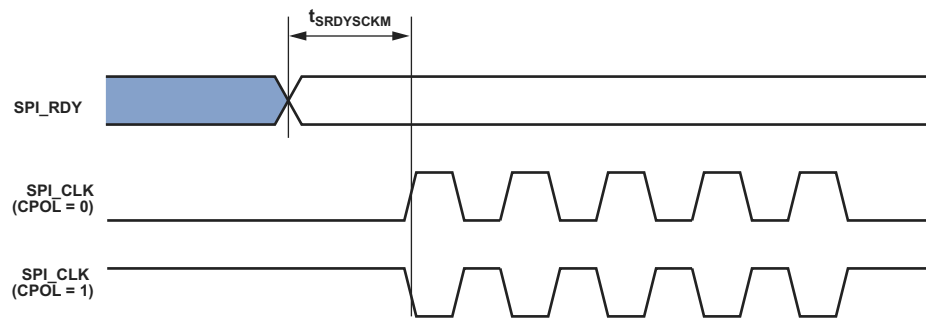 tSRDYSCKM
SPI_RDY
SPI_CLK
(CPOL = 0)
SPI_CLK
(CPOL = 1)